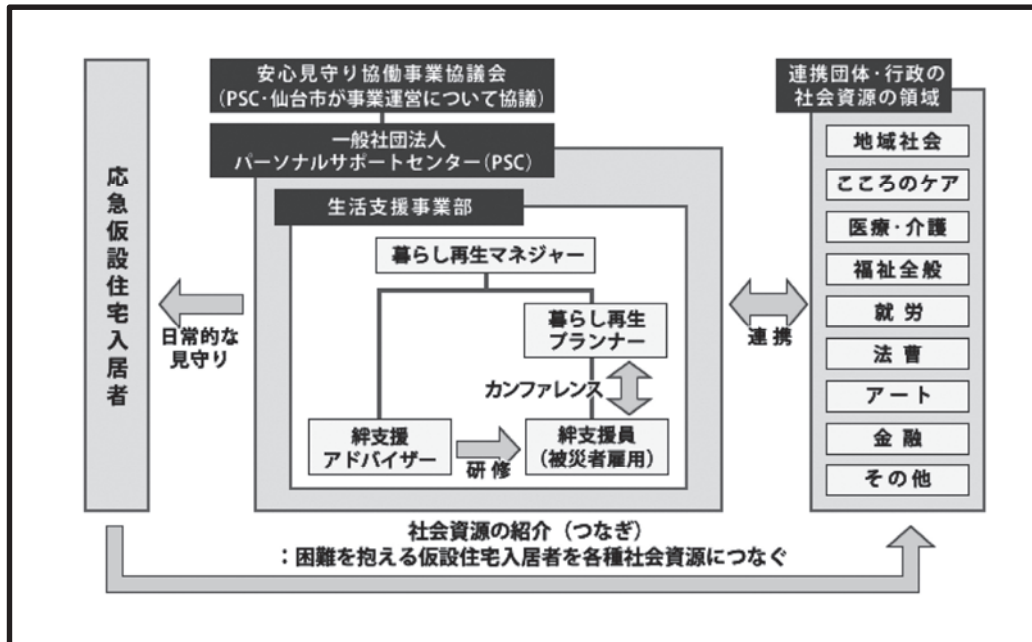 応急仮設住宅入居者
日常的な
見守り
安心見守り協働事業協議会
(PSC・仙台市が事業運営について協議)
一般社団法人
パーソナルサポートセンター(PSC)
生活支援事業部
暮らし再生マネジャー
暮らし再生
プランナー
カンファレンス
絆支援
アドバイザー
研修
絆支援員
(被災者雇用)
連携
連携団体・行政の
社会資源の領域
地域社会
こころのケア
医療・介護
福祉全般
就労
法曹
アート
金融
その他
社会資源の紹介(つなぎ)
:困難を抱える仮設住宅入居者を各種社会資源につなぐ